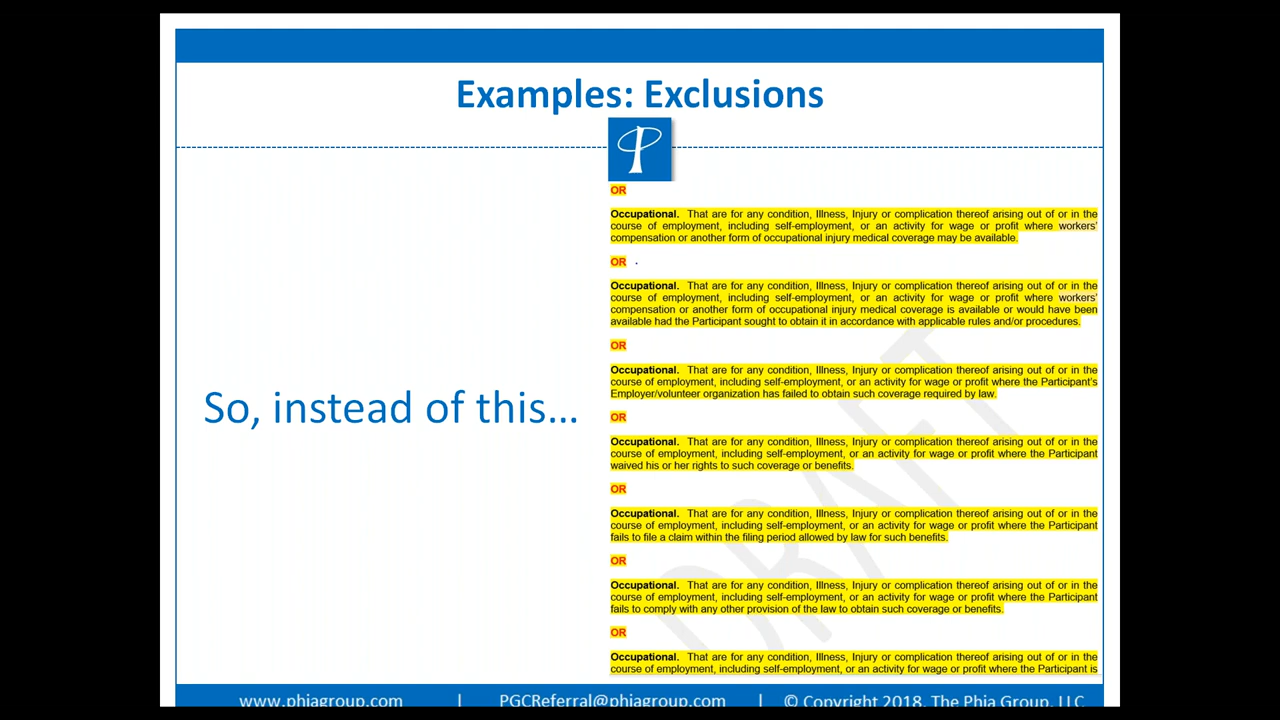 Examples: Exclusions
So, instead of this...
OR
Occupational. That are for any condition, Illness, Injury or complication thereof arising out of or in the
course of employment, including self-employment, or an activity for wage or profit where workers'
compensation or another form of occupational injury medical coverage may be available.
OR .
Occupational. That are for any condition, Illness, Injury or complication thereof arising out of or in the
course of employment, including self-employment, or an activity for wage or profit where workers'
compensation or another form of occupational injury medical coverage is available or would have been
available had the Participant sought to obtain it in accordance with applicable rules and/or procedures.
OR
Occupational. That are for any condition, Illness, Injury or complication thereof arising out of or in the
course of employment, including self-employment, or an activity for wage or profit where the Participant's
Employer/volunteer organization has failed to obtain such coverage required by law.
OR
Occupational. That are for any condition, Illness, Injury or complication thereof arising out of or in the
course of employment, including self-employment, or an activity for wage or profit where the Participant
waived his or her rights to such coverage or benefits.
OR
Occupational. That are for any condition, Illness, Injury or complication thereof arising out of or in the
course of employment, including self-employment, or an activity for wage or profit where the Participant
fails to file a claim within the filing period allowed by law for such benefits.
OR
Occupational. That are for any condition, Illness, Injury or complication thereof arising out of or in the
course of employment, including self-employment, or an activity for wage or profit where the Participant
fails to comply with any other provision of the law to obtain such coverage or benefits.
OR
Occupational. That are for any condition, Illness, Injury or complication thereof arising out of or in the
course of employment, including self-employment, or an activity for wage or profit where the Participant is
DRAFT
www.phiagroup.com | PGCReferral@phiagroup.com | © Copyright 2018. The Phia Group, LLC